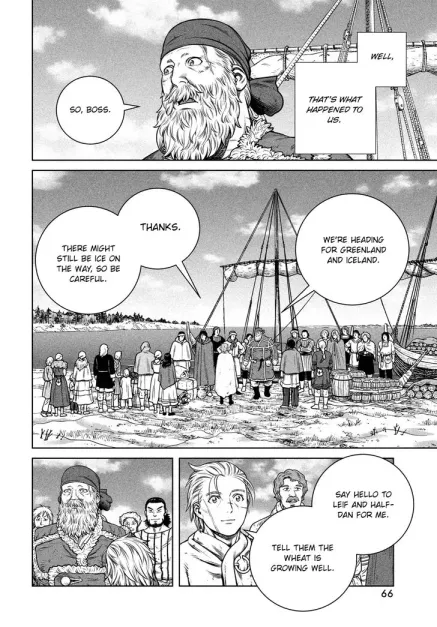 WELL,
THAT'S WHAT
HAPPENED TO
US.
SO, BOSS.
WE'RE HEADING
FOR GREENLAND
AND ICELAND.
THANKS.
THERE MIGHT
STILL BE ICE ON
THE WAY, SO BE
CAREFUL.
SAY HELLO TO
LEIF AND HALF-
DAN FOR ME.
TELL THEM THE
WHEAT IS
GROWING WELL.
66